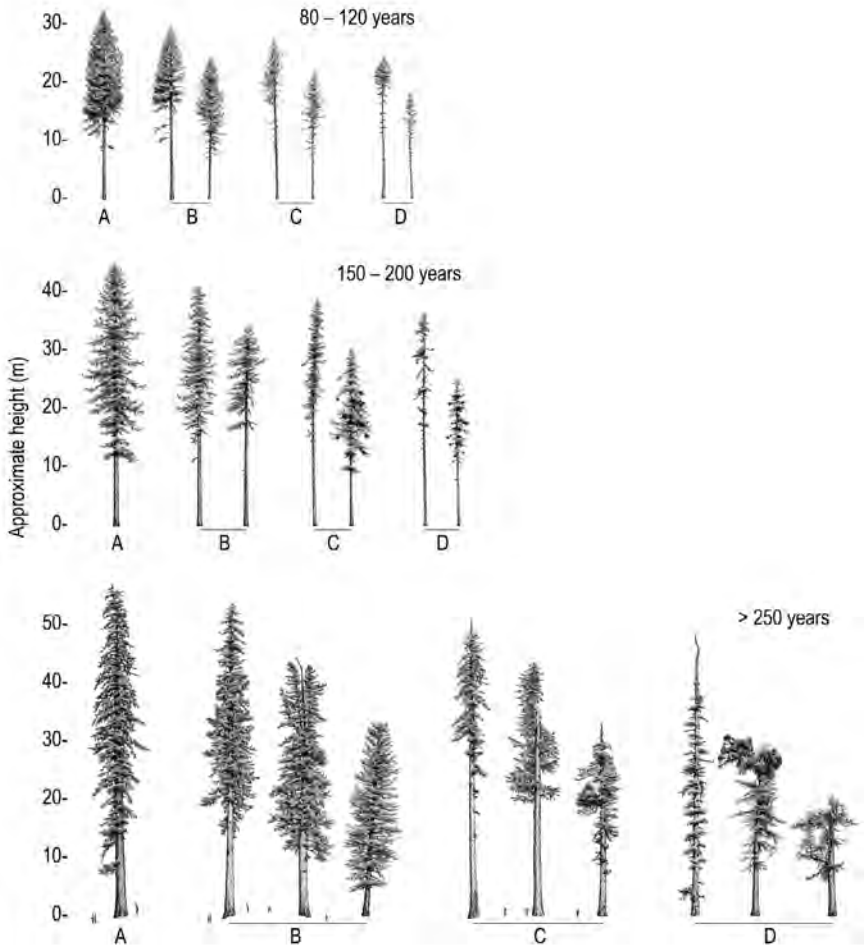 80 – 120 years
30-
20-
10-
0-
A
B
C
D
150 – 200 years
40-
30-
20-
10-
0-
A
B
C
D
Approximate height (m)
> 250 years
50-
40-
30-
20-
10-
0-
A
B
C
D